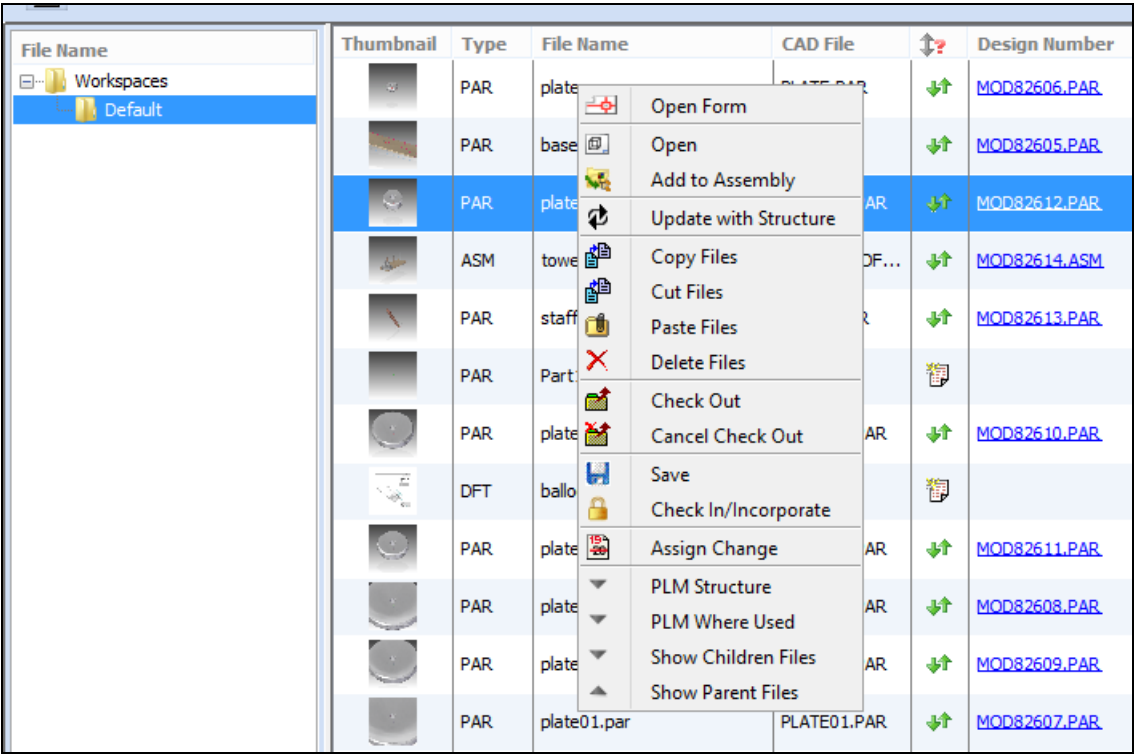 File Name
Workspaces
Default
Thumbnail Type File Name CAD File ? Design Number
PAR plate PLATE.PAR MOD82606.PAR
Open Form
PAR base Open MOD82605.PAR
Add to Assembly
PAR plate AR MOD82612.PAR
Update with Structure
ASM towe Copy Files DF... MOD82614.ASM
Cut Files
PAR staff MOD82613.PAR
Paste Files
Delete Files
PAR Part
Check Out
PAR plate Cancel Check Out AR MOD82610.PAR
Save
DFT ballo
Check In/Incorporate
PAR plate Assign Change AR MOD82611.PAR
PLM Structure
PAR plate AR MOD82608.PAR
PLM Where Used
PAR plate Show Children Files AR MOD82609.PAR
Show Parent Files
PAR plate01.par PLATE01.PAR MOD82607.PAR